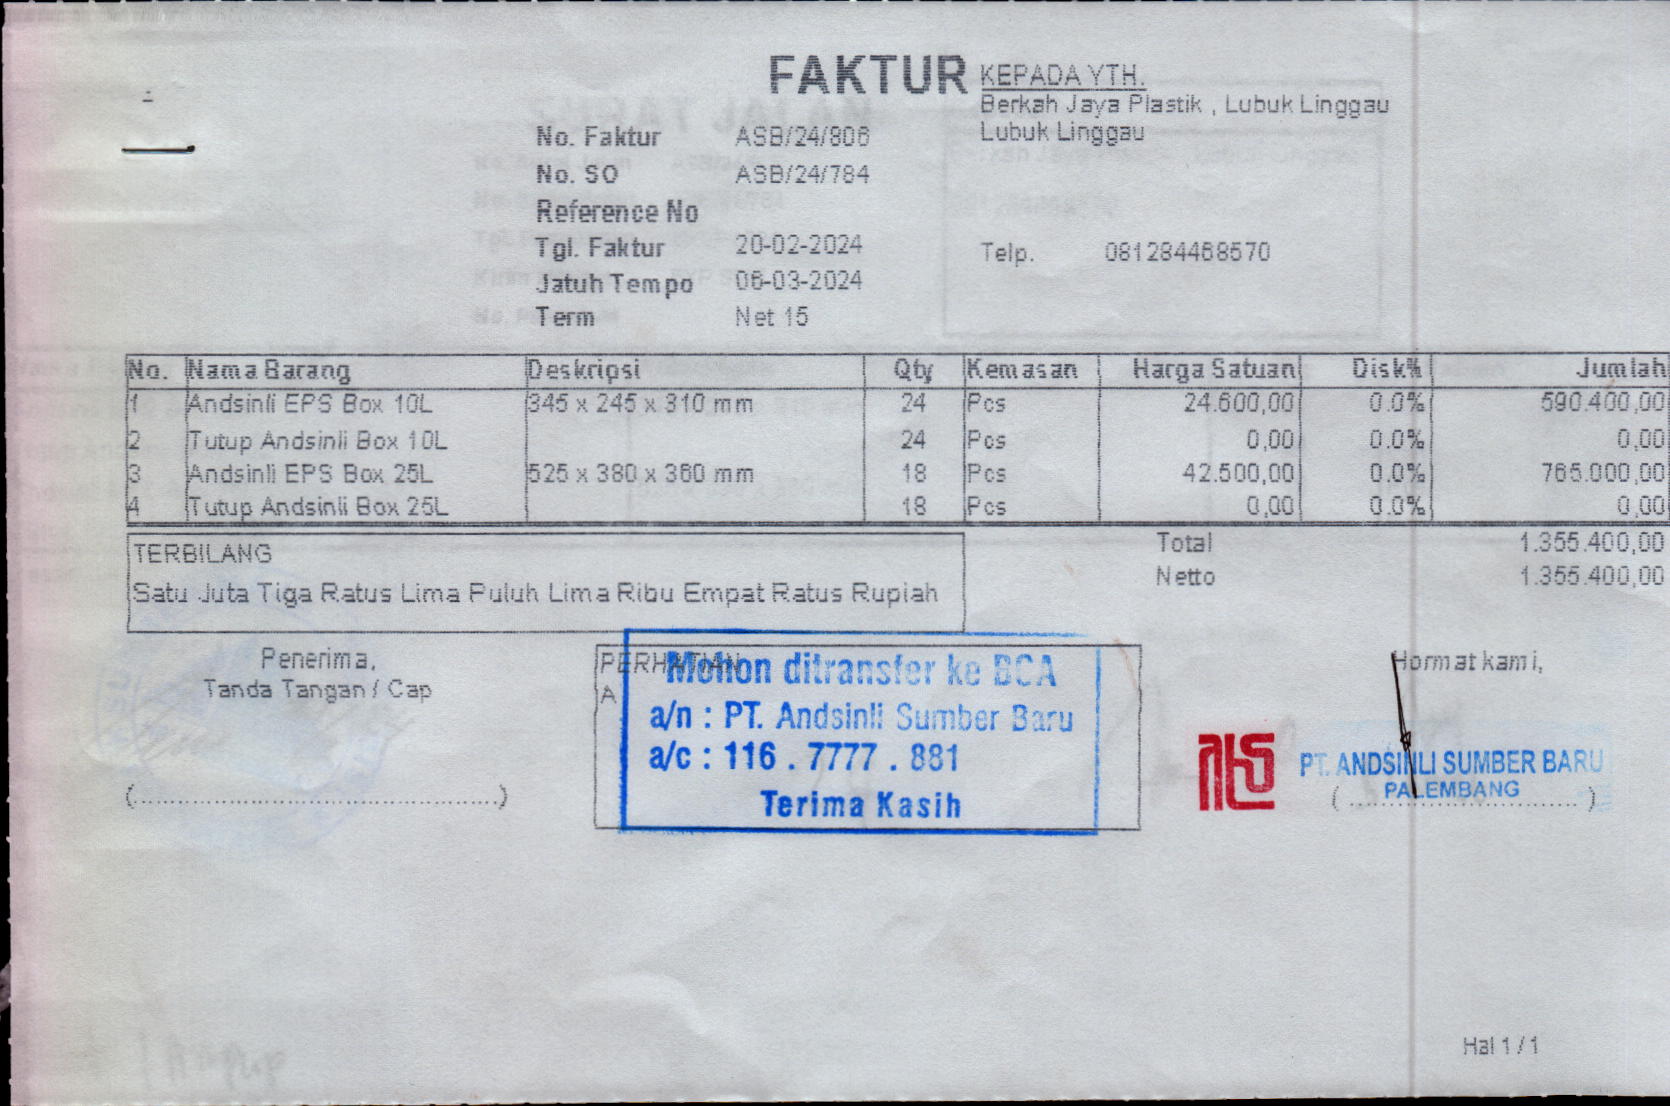 FAKTUR
KEPADA YTH.
Berkah Jaya Plastik , Lubuk Linggau
Lubuk Linggau
No. Faktur ASB/24/806
No. SO ASB/24/784
Reference No
Tgl. Faktur 20-02-2024
Telp. 081284468570
Jatuh Tempo 06-03-2024
Term Net 15
No. Nama Barang Deskripsi Qty Kemasan Harga Satuan Disk% Jumlah
1 Andsinli EPS Box 10L 345 x 245 x 310 mm 24 Pcs 24.600,00 0.0% 590.400,00
2 Tutup Andsinli Box 10L 24 Pcs 0,00 0.0% 0,00
3 Andsinli EPS Box 25L 525 x 380 x 360 mm 18 Pcs 42.500,00 0.0% 765.000,00
4 Tutup Andsinli Box 25L 18 Pcs 0,00 0.0% 0,00
TERBILANG
Satu Juta Tiga Ratus Lima Puluh Lima Ribu Empat Ratus Rupiah
Total 1.355.400,00
Netto 1.355.400,00
Penerima,
Tanda Tangan / Cap
PERHATIAN
A
Mohon ditransfer ke BCA
a/n : PT. Andsinli Sumber Baru
a/c : 116 . 7777 . 881
Terima Kasih
Hormat kami,
PT. ANDSINLI SUMBER BARU
PALEMBANG
Hal 1 / 1